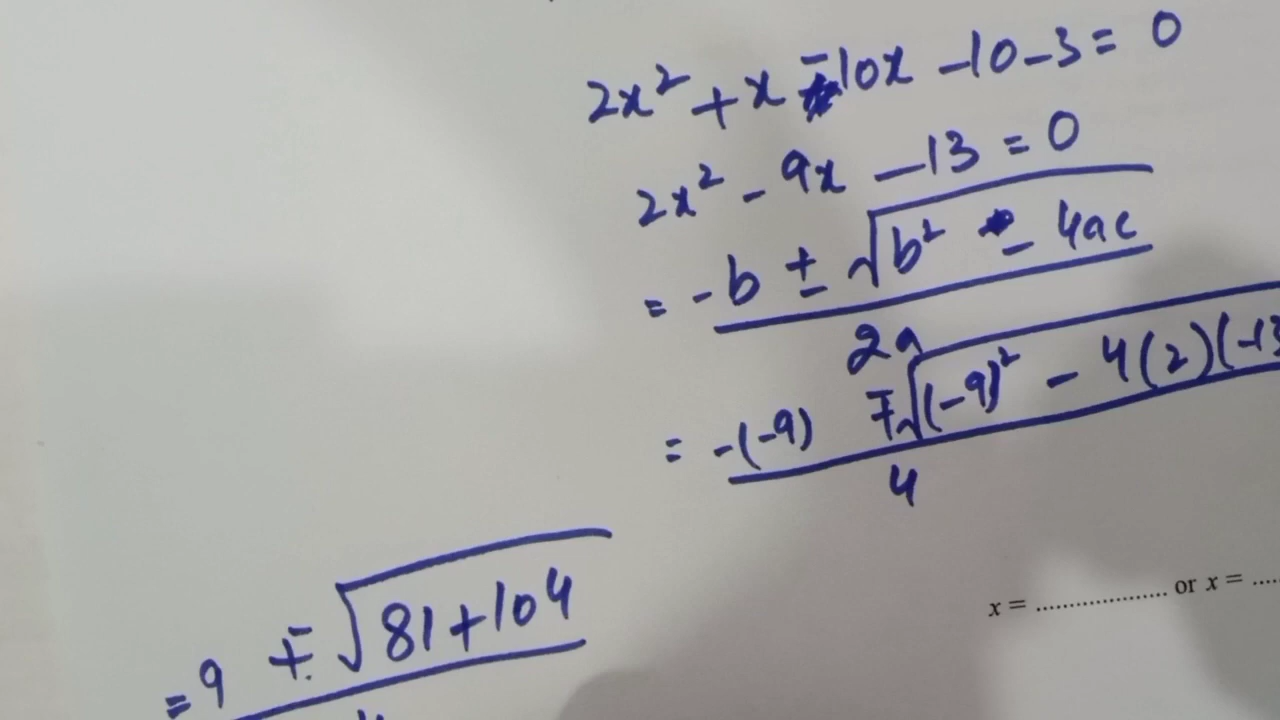 2x² + x - 10x - 10 - 3 = 0
2x² - 9x - 13 = 0
= -b ± √b² - 4ac
2a
= -(-9) ∓ √(-9)² - 4(2)(-13
4
x = .................... or x = .....
= 9 ∓ √81+104